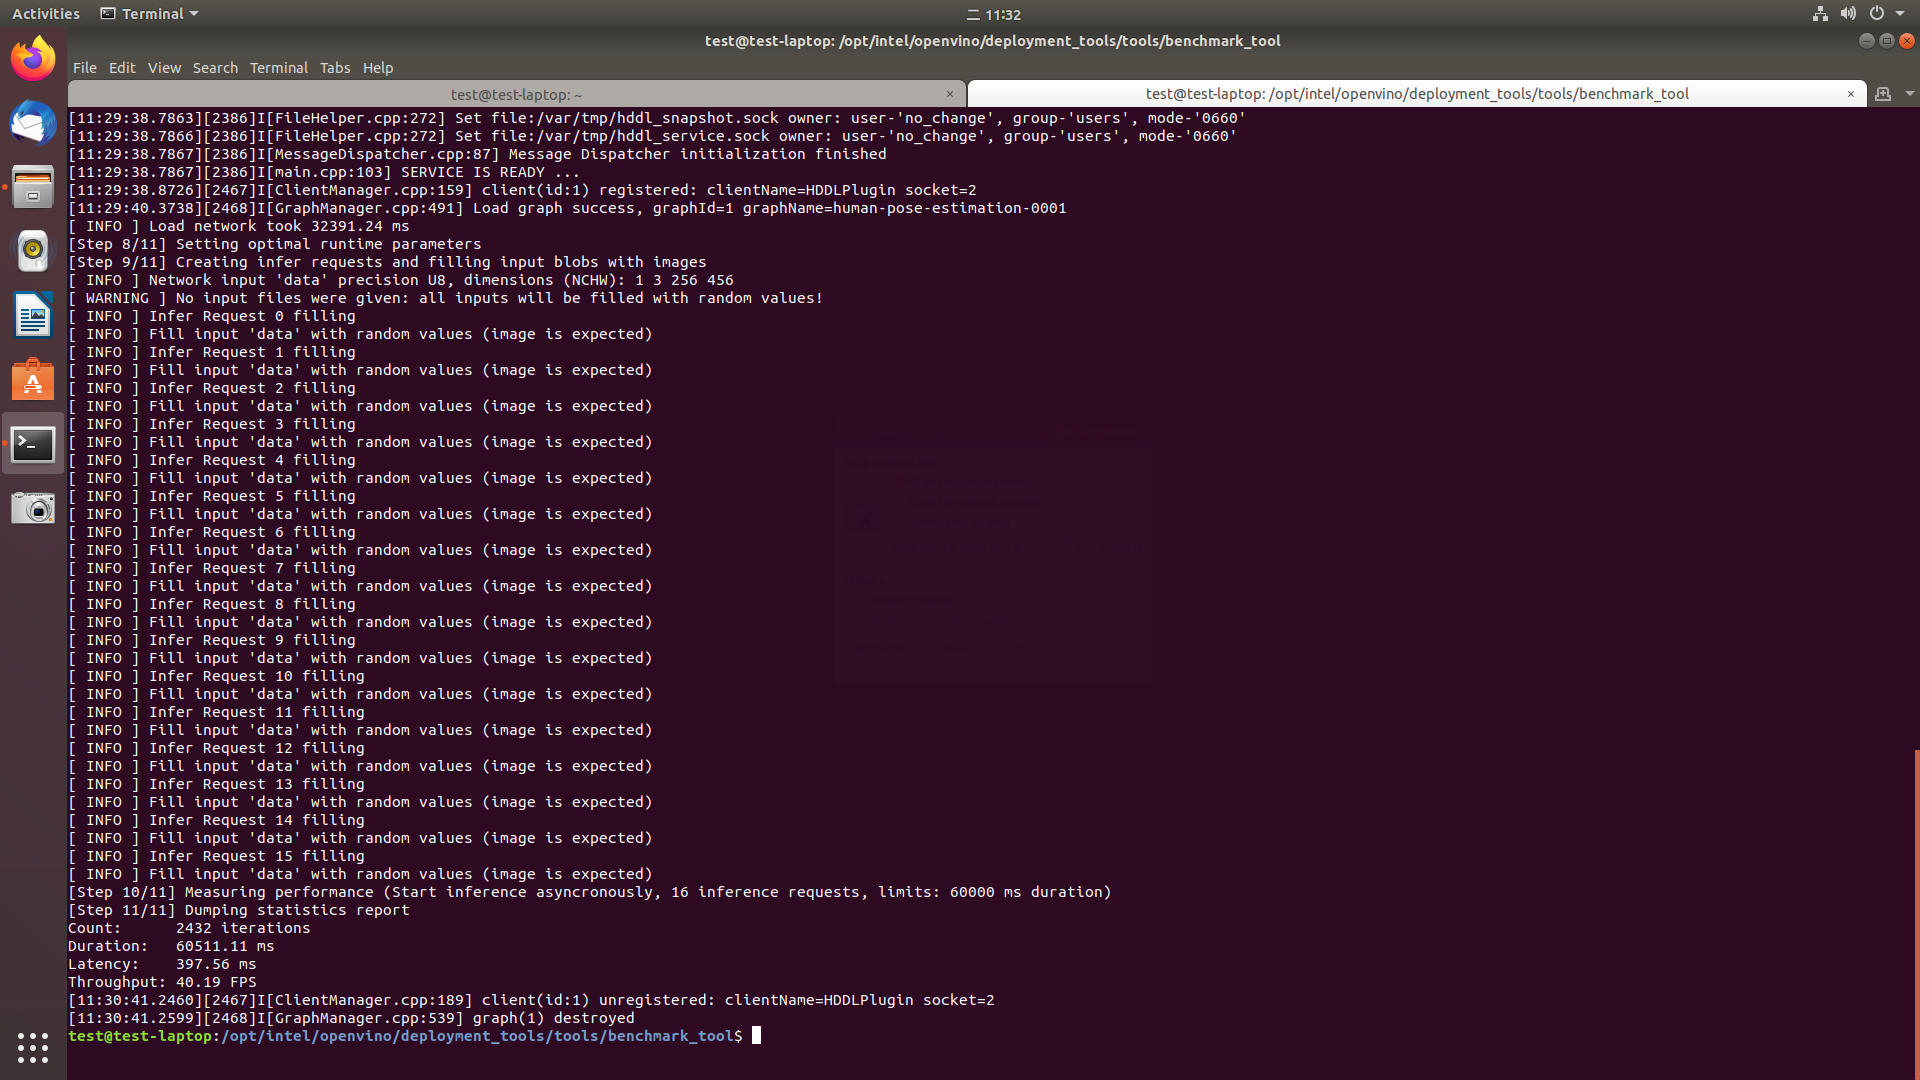 Activities Terminal 二 11:32
test@test-laptop: /opt/intel/openvino/deployment_tools/tools/benchmark_tool
File Edit View Search Terminal Tabs Help
test@test-laptop: ~ × test@test-laptop: /opt/intel/openvino/deployment_tools/tools/benchmark_tool ×
[11:29:38.7863][2386]I[FileHelper.cpp:272] Set file:/var/tmp/hddl_snapshot.sock owner: user-'no_change', group-'users', mode-'0660'
[11:29:38.7866][2386]I[FileHelper.cpp:272] Set file:/var/tmp/hddl_service.sock owner: user-'no_change', group-'users', mode-'0660'
[11:29:38.7867][2386]I[MessageDispatcher.cpp:87] Message Dispatcher initialization finished
[11:29:38.7867][2386]I[main.cpp:103] SERVICE IS READY ...
[11:29:38.8726][2467]I[ClientManager.cpp:159] client(id:1) registered: clientName=HDDLPlugin socket=2
[11:29:40.3738][2468]I[GraphManager.cpp:491] Load graph success, graphId=1 graphName=human-pose-estimation-0001
[ INFO ] Load network took 32391.24 ms
[Step 8/11] Setting optimal runtime parameters
[Step 9/11] Creating infer requests and filling input blobs with images
[ INFO ] Network input 'data' precision U8, dimensions (NCHW): 1 3 256 456
[ WARNING ] No input files were given: all inputs will be filled with random values!
[ INFO ] Infer Request 0 filling
[ INFO ] Fill input 'data' with random values (image is expected)
[ INFO ] Infer Request 1 filling
[ INFO ] Fill input 'data' with random values (image is expected)
[ INFO ] Infer Request 2 filling
[ INFO ] Fill input 'data' with random values (image is expected)
[ INFO ] Infer Request 3 filling
[ INFO ] Fill input 'data' with random values (image is expected)
[ INFO ] Infer Request 4 filling
[ INFO ] Fill input 'data' with random values (image is expected)
[ INFO ] Infer Request 5 filling
[ INFO ] Fill input 'data' with random values (image is expected)
[ INFO ] Infer Request 6 filling
[ INFO ] Fill input 'data' with random values (image is expected)
[ INFO ] Infer Request 7 filling
[ INFO ] Fill input 'data' with random values (image is expected)
[ INFO ] Infer Request 8 filling
[ INFO ] Fill input 'data' with random values (image is expected)
[ INFO ] Infer Request 9 filling
[ INFO ] Fill input 'data' with random values (image is expected)
[ INFO ] Infer Request 10 filling
[ INFO ] Fill input 'data' with random values (image is expected)
[ INFO ] Infer Request 11 filling
[ INFO ] Fill input 'data' with random values (image is expected)
[ INFO ] Infer Request 12 filling
[ INFO ] Fill input 'data' with random values (image is expected)
[ INFO ] Infer Request 13 filling
[ INFO ] Fill input 'data' with random values (image is expected)
[ INFO ] Infer Request 14 filling
[ INFO ] Fill input 'data' with random values (image is expected)
[ INFO ] Infer Request 15 filling
[ INFO ] Fill input 'data' with random values (image is expected)
[Step 10/11] Measuring performance (Start inference asyncronously, 16 inference requests, limits: 60000 ms duration)
[Step 11/11] Dumping statistics report
Count: 2432 iterations
Duration: 60511.11 ms
Latency: 397.56 ms
Throughput: 40.19 FPS
[11:30:41.2460][2467]I[ClientManager.cpp:189] client(id:1) unregistered: clientName=HDDLPlugin socket=2
[11:30:41.2599][2468]I[GraphManager.cpp:539] graph(1) destroyed
test@test-laptop:/opt/intel/openvino/deployment_tools/tools/benchmark_tool$